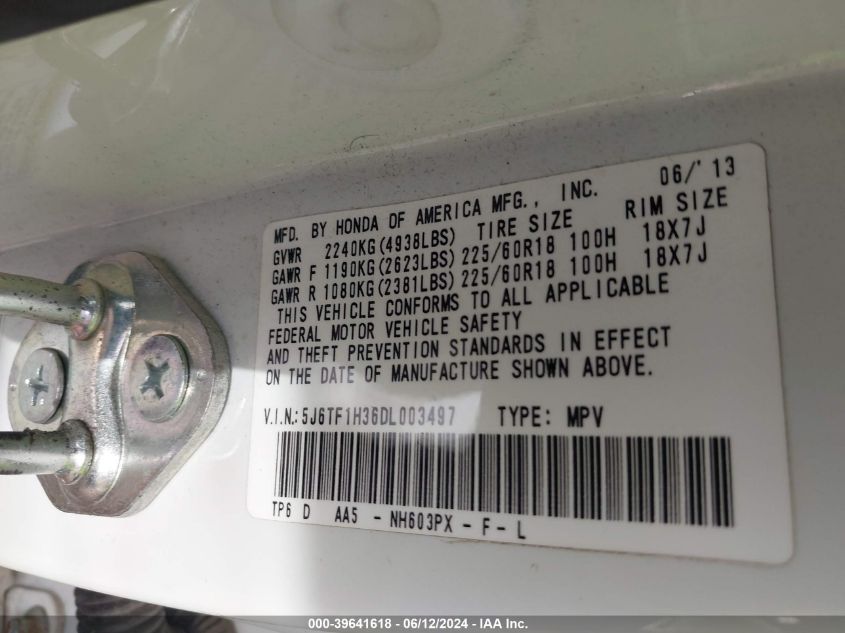 06/'13
MFD. BY HONDA OF AMERICA MFG., INC.
GVWR 2240KG(4938LBS) TIRE SIZE RIM SIZE
GAWR F 1190KG(2623LBS) 225/60R18 100H 18X7J
GAWR R 1080KG(2381LBS) 225/60R18 100H 18X7J
THIS VEHICLE CONFORMS TO ALL APPLICABLE
FEDERAL MOTOR VEHICLE SAFETY
AND THEFT PREVENTION STANDARDS IN EFFECT
ON THE DATE OF MANUFACTURE SHOWN ABOVE.
V.I.N.: 5J6TF1H36DL003497 TYPE: MPV
TP6 D AA5 - NH603PX - F - L
000-39641618 - 06/12/2024 - IAA Inc.